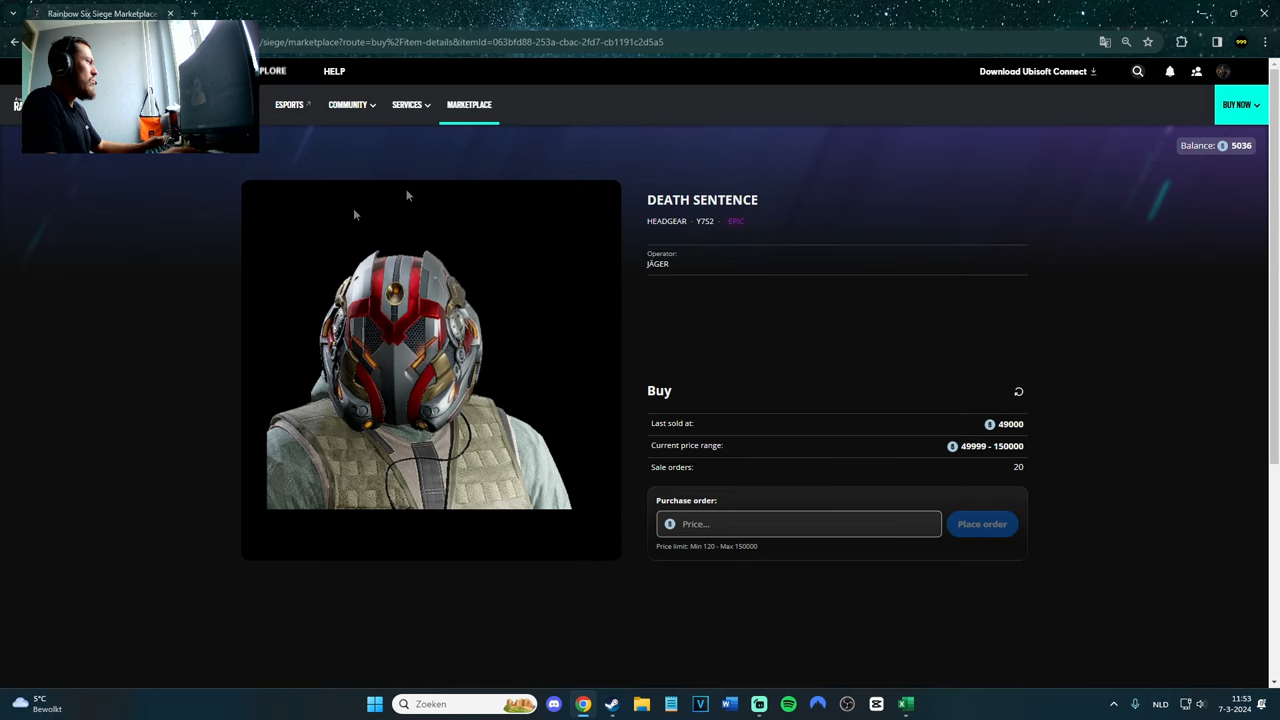 Rainbow Six Siege Marketplace
/siege/marketplace?route=buy%2Fitem-details&itemId=063bfd88-253a-cbac-2fd7-cb1191c2d5a5
PLORE
HELP
Download Ubisoft Connect
ESPORTS
COMMUNITY
SERVICES
MARKETPLACE
BUY NOW
Balance: 5036
DEATH SENTENCE
HEADGEAR · Y7S2 · EPIC
Operator:
JÄGER
Buy
Last sold at: 49000
Current price range: 49999 - 150000
Sale orders: 20
Purchase order:
Price...
Place order
Price limit: Min 120 - Max 150000
5°C
Bewolkt
Zoeken
NLD
11:53
7-3-2024